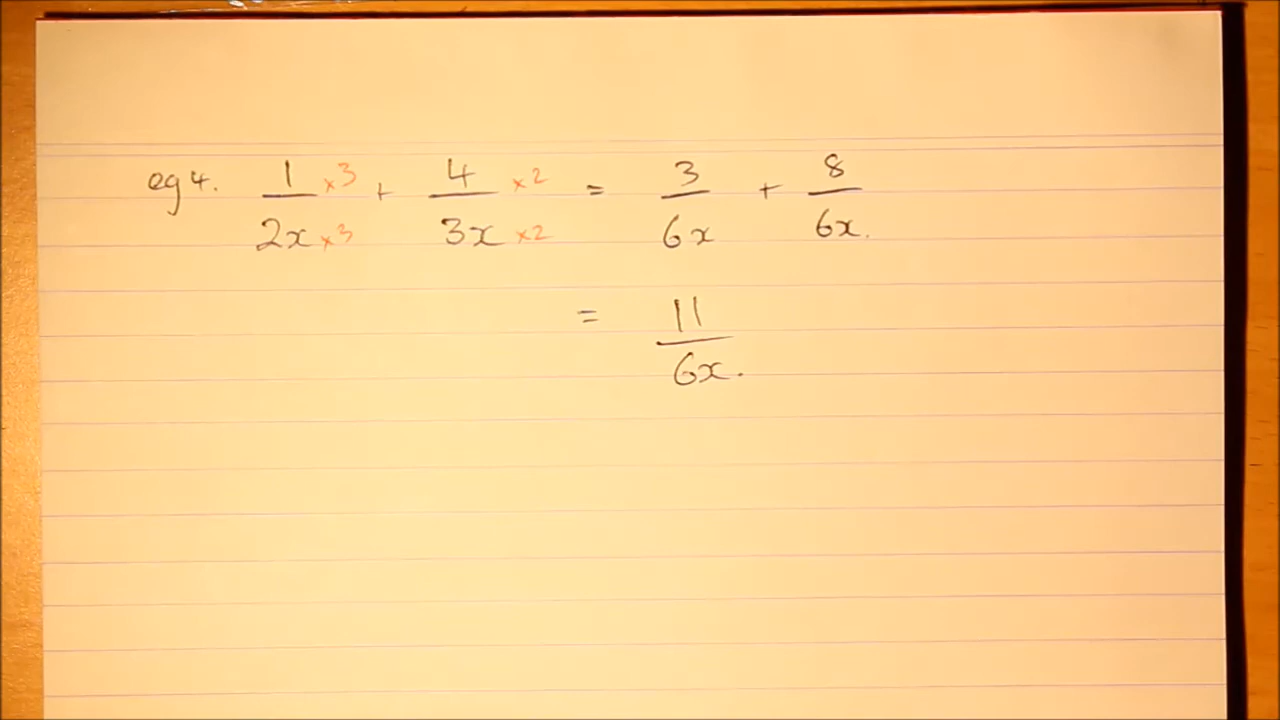 eg 4. 1/2x ×3/×3 + 4/3x ×2/×2 = 3/6x + 8/6x.
= 11/6x.